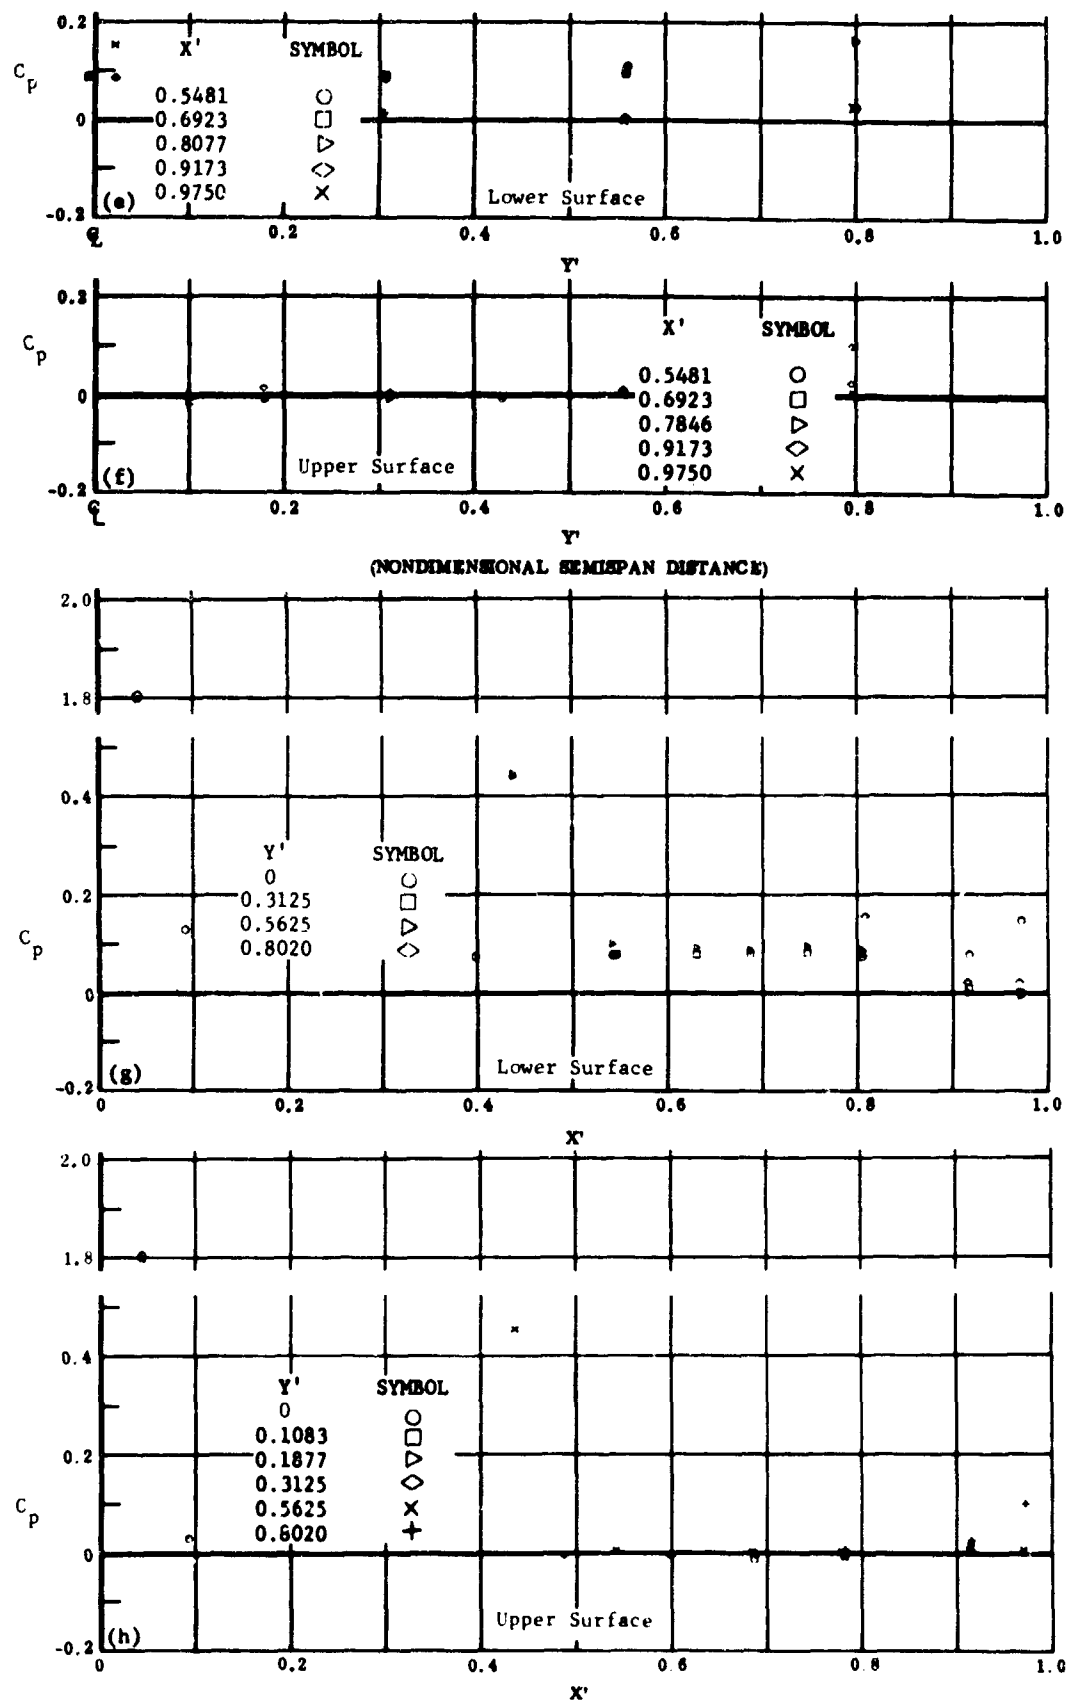 0.2
X' SYMBOL
C_p
0.5481
0 0.6923
0.8077
0.9173
0.9750
Lower Surface
-0.2 (e)
℄ 0.2 0.4 0.6 0.8 1.0
Y'
0.2
X' SYMBOL
C_p
0.5481
0 0.6923
0.7846
0.9173
Upper Surface
(f) 0.9750
-0.2
℄ 0.2 0.4 0.6 0.8 1.0
Y'
(NONDIMENSIONAL SEMISPAN DISTANCE)
2.0
1.8
0.4
Y' SYMBOL
0
0.2 0.3125
0.5625
C_p 0.8020
0
Lower Surface
(g)
-0.2
0 0.2 0.4 0.6 0.8 1.0
X'
2.0
1.8
0.4
Y' SYMBOL
0
0.1083
0.2 0.1877
0.3125
C_p 0.5625
0.8020
0
Upper Surface
(h)
-0.2
0 0.2 0.4 0.6 0.8 1.0
X'